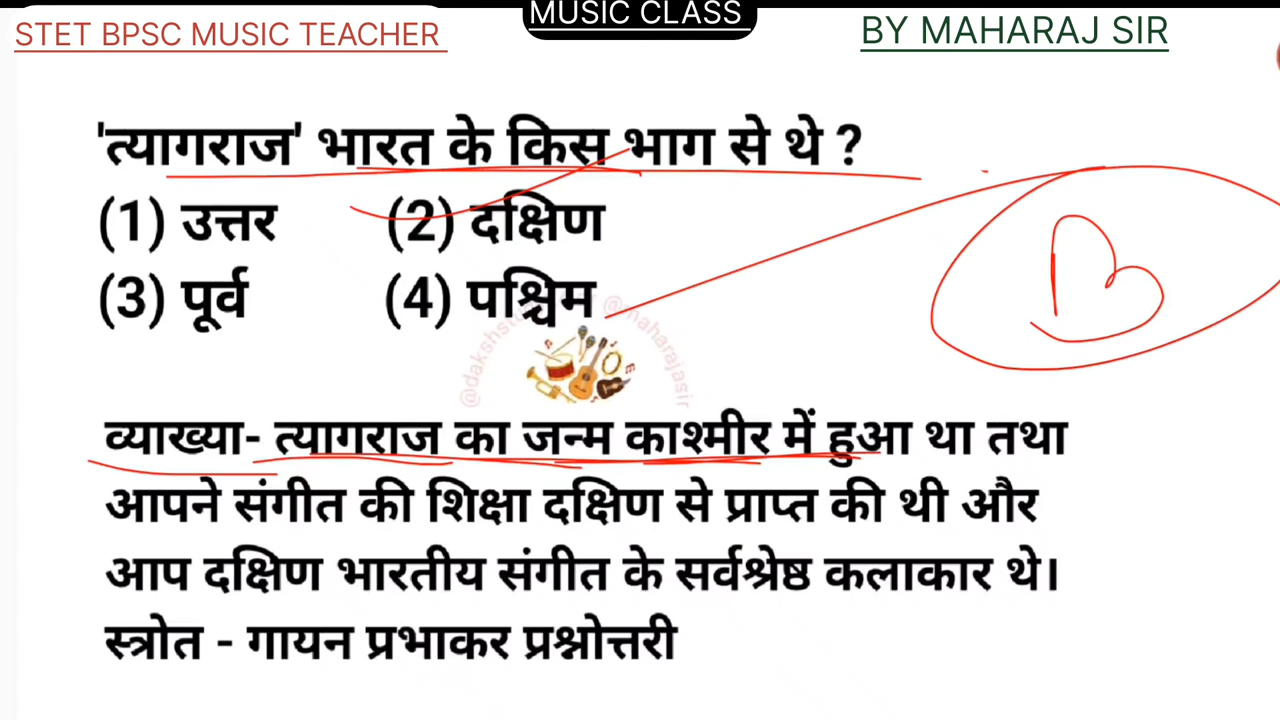 MUSIC CLASS
STET BPSC MUSIC TEACHER
BY MAHARAJ SIR
'त्यागराज' भारत के किस भाग से थे ?
(1) उत्तर (2) दक्षिण
(3) पूर्व (4) पश्चिम
B
@maharajasir
व्याख्या- त्यागराज का जन्म काश्मीर में हुआ था तथा
आपने संगीत की शिक्षा दक्षिण से प्राप्त की थी और
आप दक्षिण भारतीय संगीत के सर्वश्रेष्ठ कलाकार थे।
स्त्रोत - गायन प्रभाकर प्रश्नोत्तरी